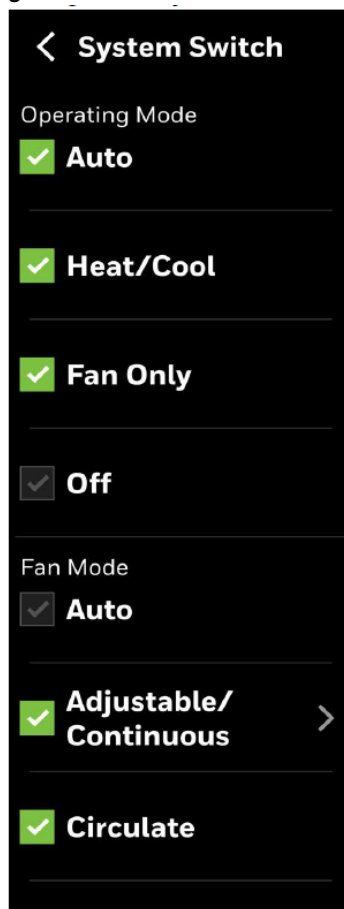 System Switch
Operating Mode
Auto
Heat/Cool
Fan Only
Off
Fan Mode
Auto
Adjustable/
Continuous
Circulate